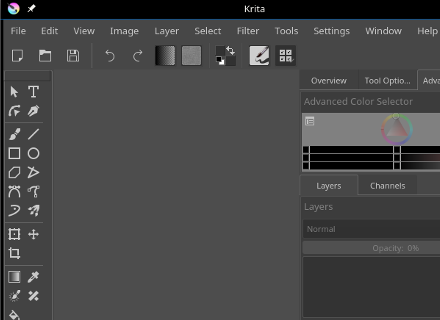 Krita
File Edit View Image Layer Select Filter Tools Settings Window Help
Overview Tool Optio... Adva
Advanced Color Selector
Layers Channels
Layers
Normal
Opacity: 0%